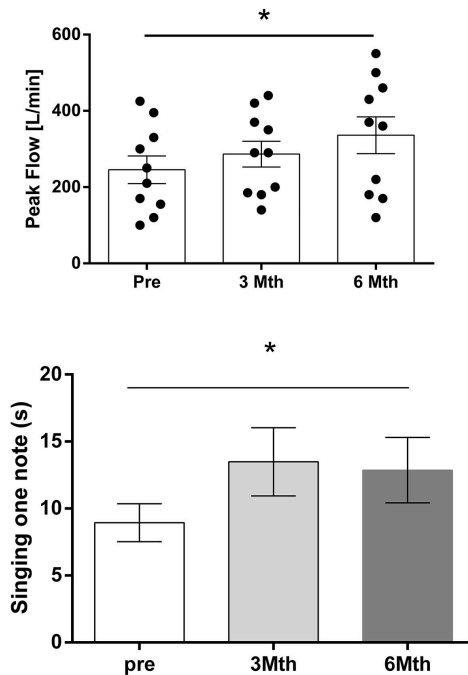 *
Peak Flow [L/min]
600
400
200
0
Pre 3 Mth 6 Mth
*
Singing one note (s)
20
15
10
5
0
pre 3Mth 6Mth